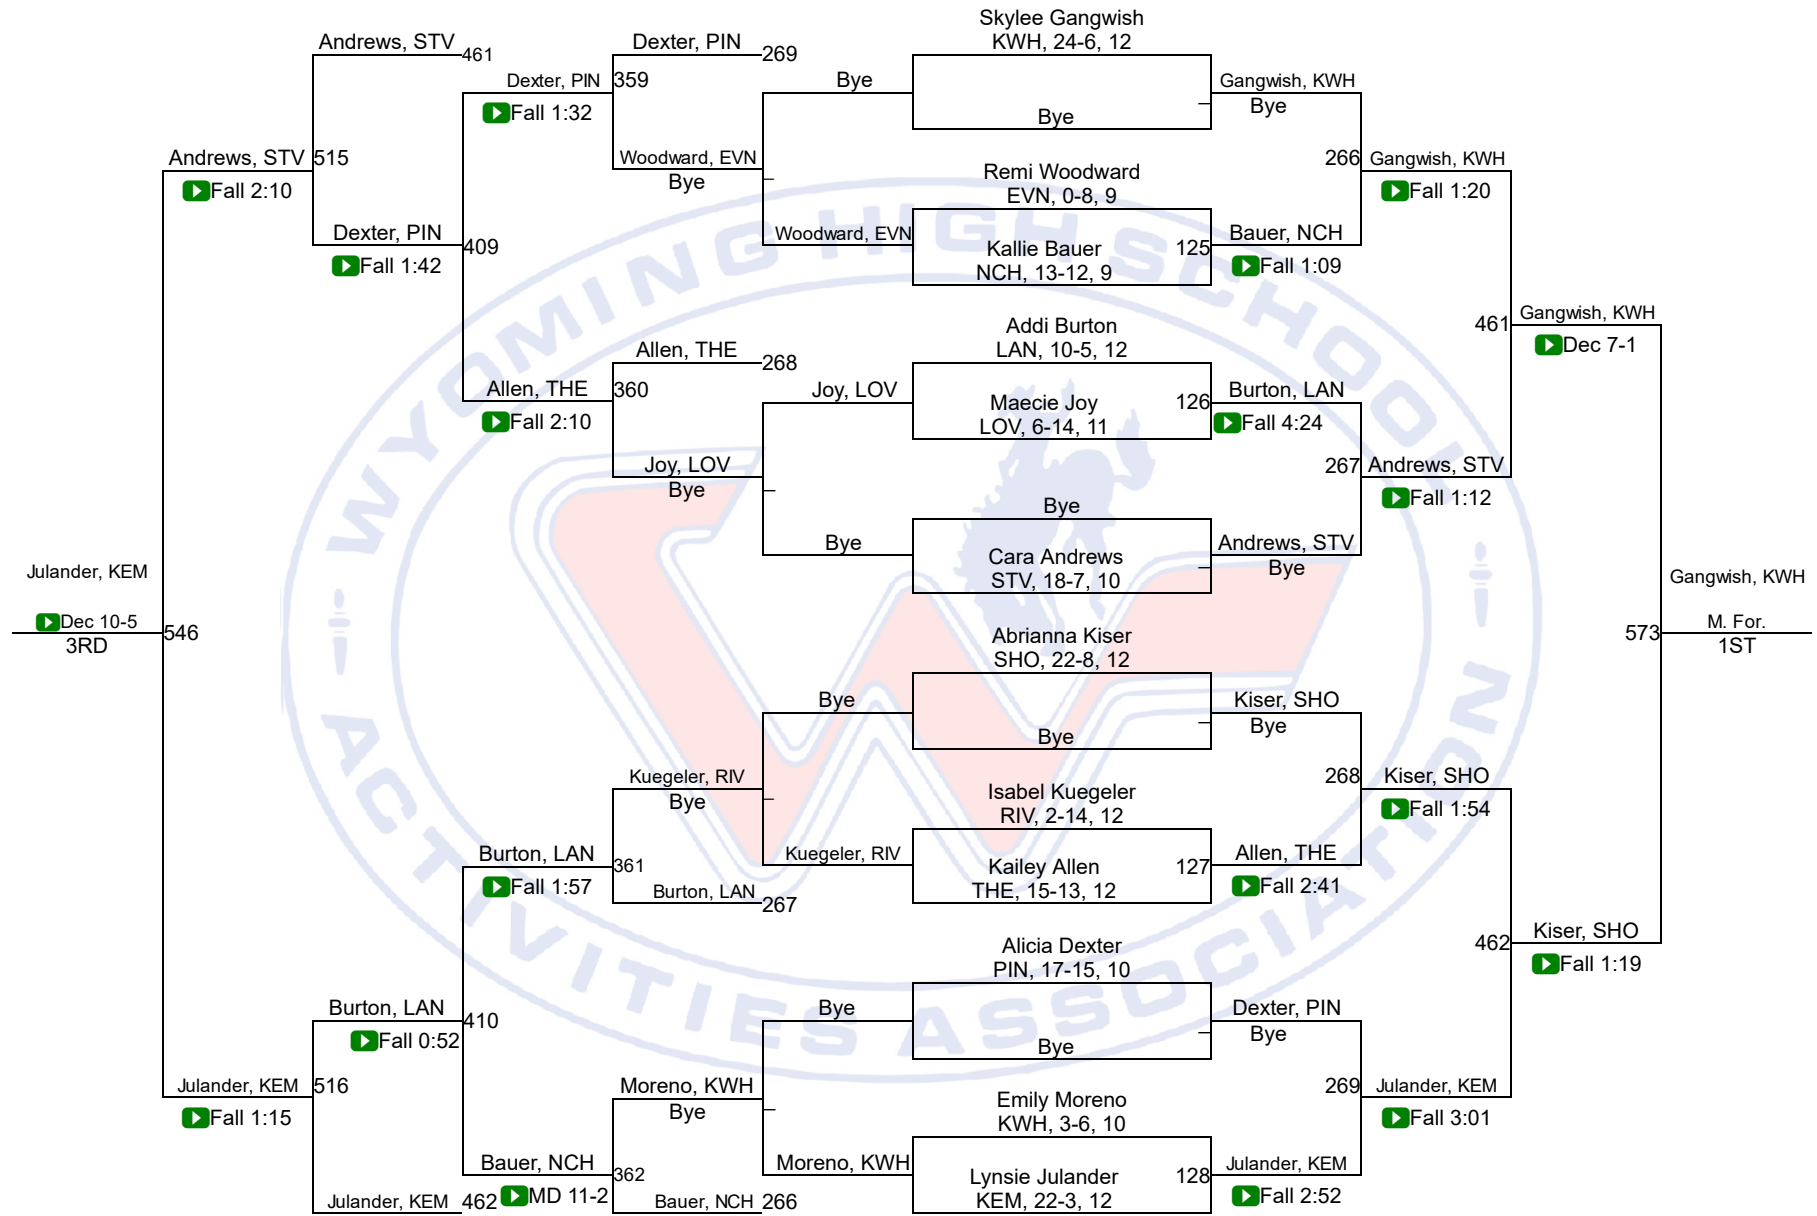 Skylee Gangwish
KWH, 24-6, 12
Andrews, STV
461
Dexter, PIN
269
Dexter, PIN
359
Bye
Gangwish, KWH
Fall 1:32
Bye
Bye
Andrews, STV
515
Woodward, EVN
266
Gangwish, KWH
Fall 2:10
Bye
Remi Woodward
EVN, 0-8, 9
Fall 1:20
Dexter, PIN
409
Woodward, EVN
Kallie Bauer
NCH, 13-12, 9
125
Bauer, NCH
Fall 1:42
Fall 1:09
Addi Burton
LAN, 10-5, 12
461
Gangwish, KWH
Dec 7-1
Allen, THE
268
Allen, THE
360
Joy, LOV
Maecie Joy
LOV, 6-14, 11
126
Burton, LAN
Fall 2:10
Fall 4:24
Joy, LOV
Bye
267
Andrews, STV
Fall 1:12
Bye
Bye
Cara Andrews
STV, 18-7, 10
Andrews, STV
Bye
Julander, KEM
Gangwish, KWH
Dec 10-5
3RD
546
573
M. For.
1ST
Abrianna Kiser
SHO, 22-8, 12
Bye
Bye
Kiser, SHO
Bye
Kuegeler, RIV
Bye
268
Kiser, SHO
Fall 1:54
Isabel Kuegeler
RIV, 2-14, 12
Burton, LAN
361
Kuegeler, RIV
Kailey Allen
THE, 15-13, 12
127
Allen, THE
Fall 1:57
Fall 2:41
Burton, LAN
267
Alicia Dexter
PIN, 17-15, 10
462
Kiser, SHO
Fall 1:19
Burton, LAN
410
Bye
Bye
Dexter, PIN
Bye
Fall 0:52
Julander, KEM
516
Moreno, KWH
Bye
269
Julander, KEM
Fall 1:15
Fall 3:01
Emily Moreno
KWH, 3-6, 10
Bauer, NCH
362
Moreno, KWH
Lynsie Julander
KEM, 22-3, 12
128
Julander, KEM
MD 11-2
Fall 2:52
Julander, KEM
462
Bauer, NCH
266
WYOMING HIGH SCHOOL
ACTIVITIES ASSOCIATION